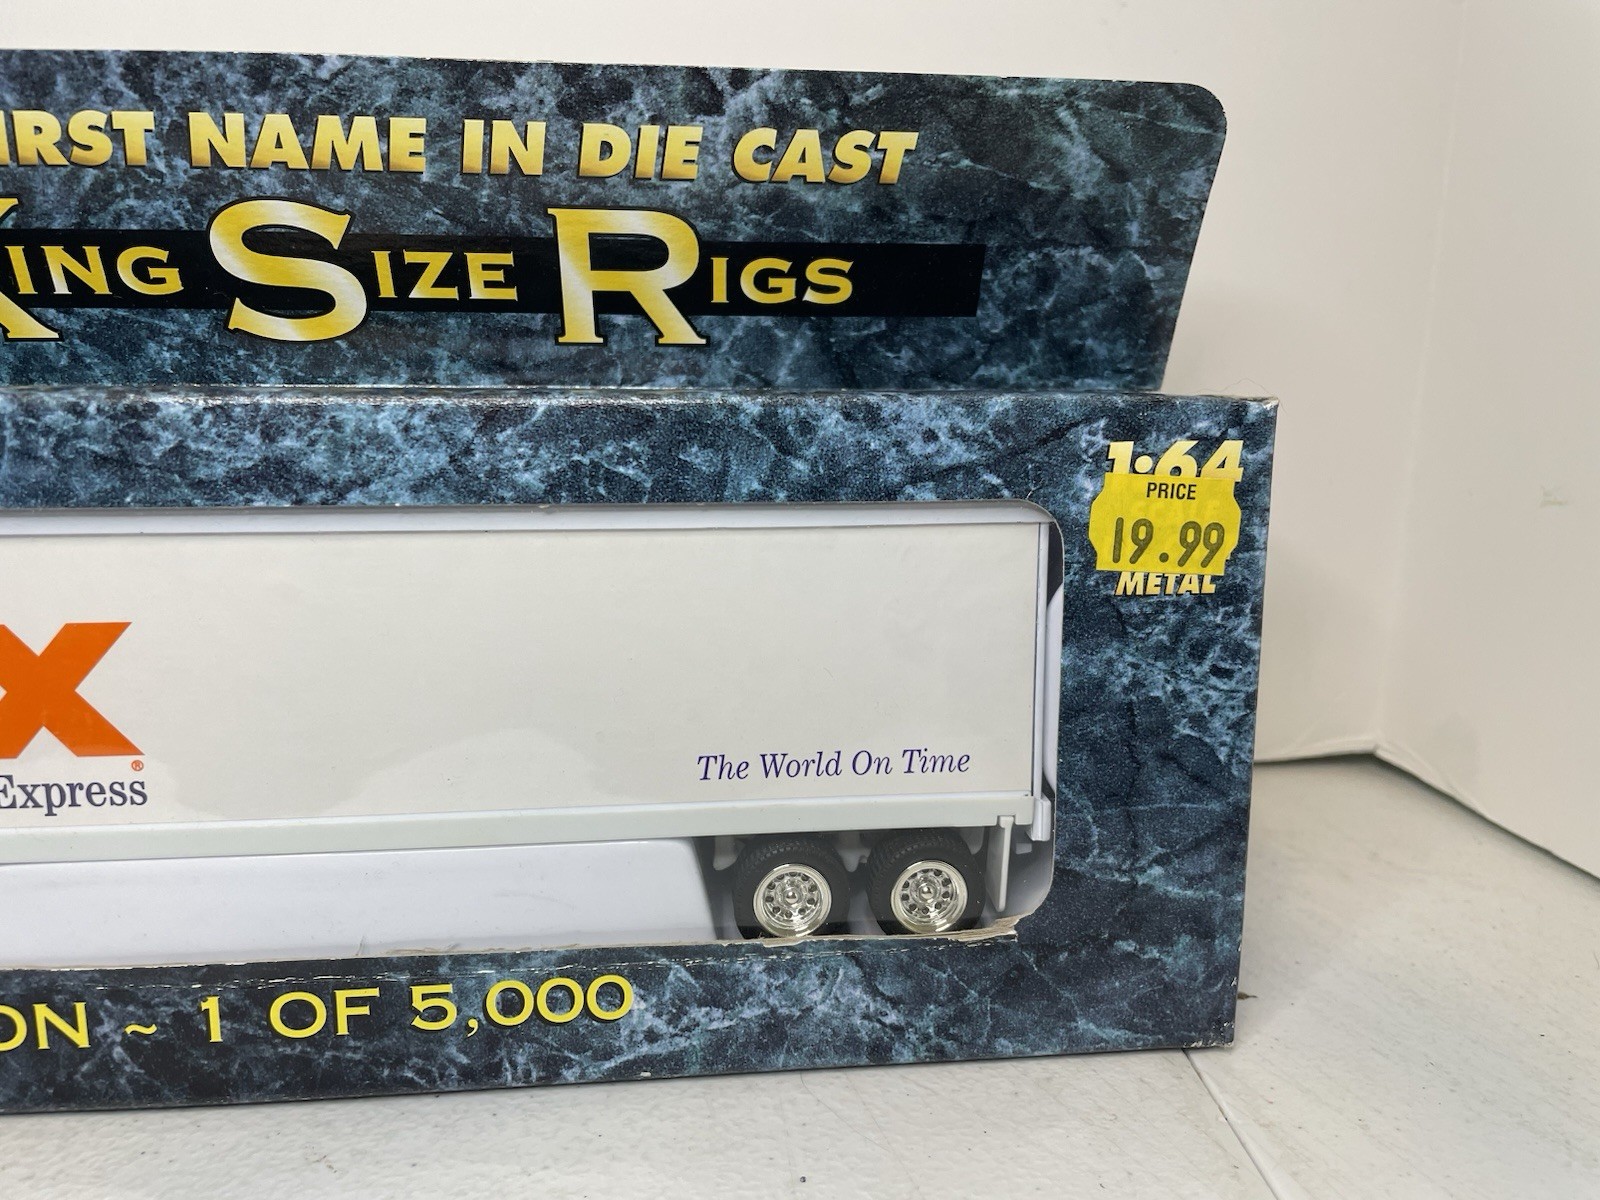 IRST NAME IN DIE CAST
KING SIZE RIGS
1:64
PRICE
19.99
METAL
X®
Express
The World On Time
ON ~ 1 OF 5,000